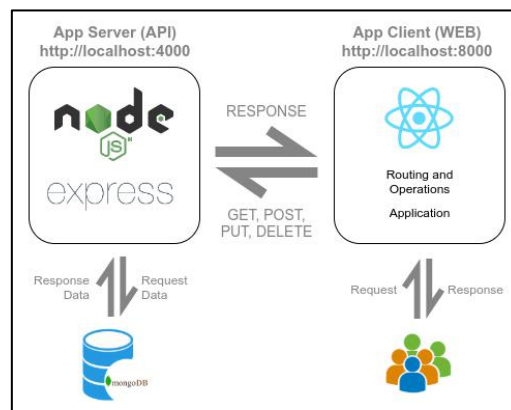 App Server (API)
http://localhost:4000
App Client (WEB)
http://localhost:8000
node
JS
express
RESPONSE
GET, POST,
PUT, DELETE
Routing and
Operations
Application
Response
Data
Request
Data
Request
Response
mongoDB